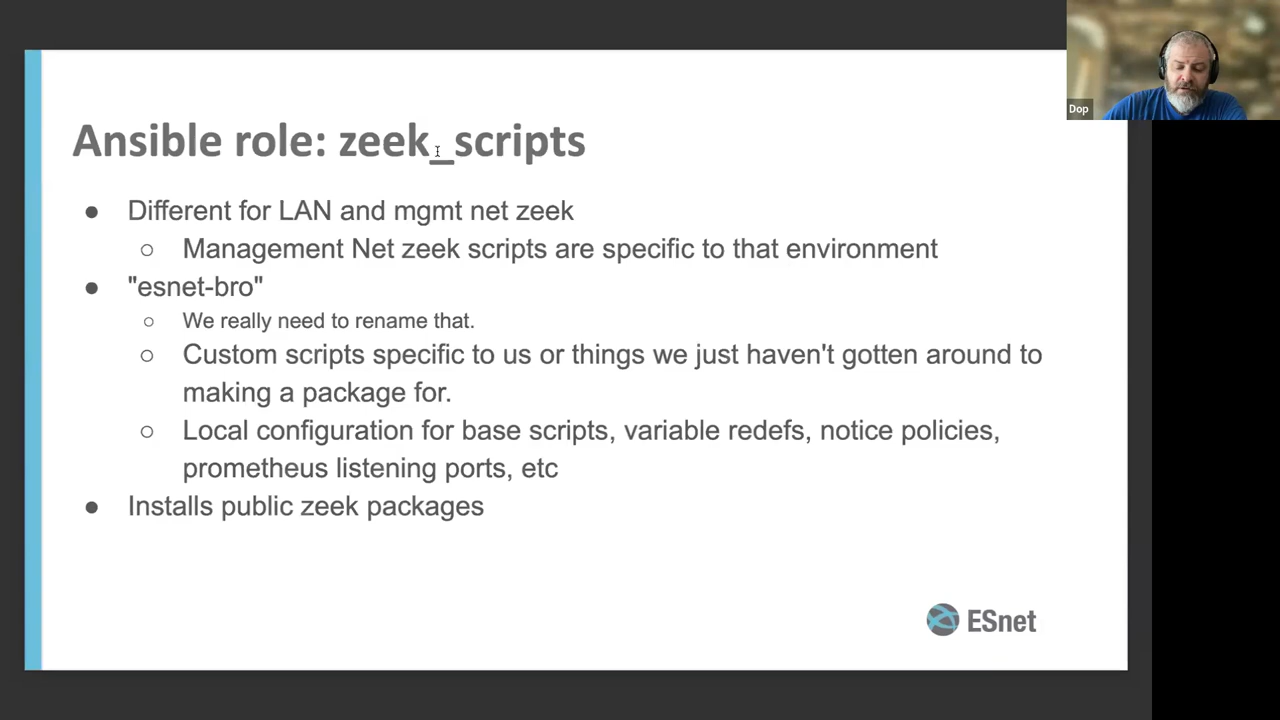 Ansible role: zeek_scripts
● Different for LAN and mgmt net zeek
○ Management Net zeek scripts are specific to that environment
● "esnet-bro"
○ We really need to rename that.
○ Custom scripts specific to us or things we just haven't gotten around to
making a package for.
○ Local configuration for base scripts, variable redefs, notice policies,
prometheus listening ports, etc
● Installs public zeek packages
ESnet
Dop